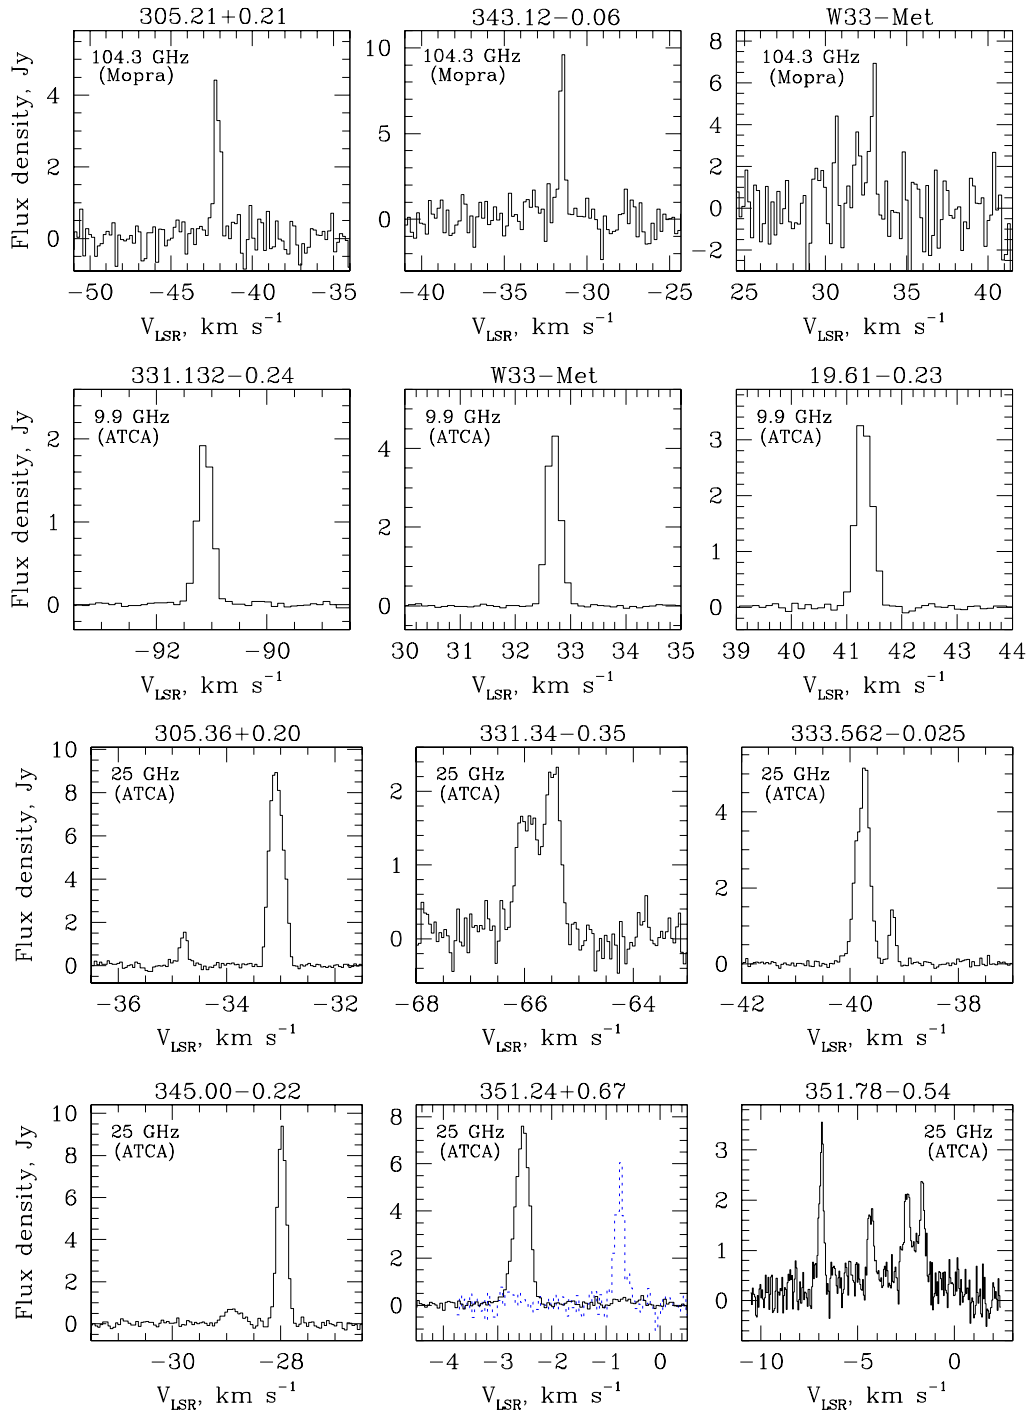 305.21+0.21 343.12−0.06 W33−Met
104.3 GHz (Mopra)
104.3 GHz (Mopra)
104.3 GHz (Mopra)
Flux density, Jy
4
2
0
10
5
0
8
6
4
2
0
−2
−50 −45 −40 −35
−40 −35 −30 −25
25 30 35 40
V_LSR, km s⁻¹ V_LSR, km s⁻¹ V_LSR, km s⁻¹
331.132−0.24 W33−Met 19.61−0.23
9.9 GHz (ATCA)
9.9 GHz (ATCA)
9.9 GHz (ATCA)
Flux density, Jy
2
1
0
4
2
0
3
2
1
0
−92 −90
30 31 32 33 34 35
39 40 41 42 43 44
V_LSR, km s⁻¹ V_LSR, km s⁻¹ V_LSR, km s⁻¹
305.36+0.20 331.34−0.35 333.562−0.025
25 GHz (ATCA)
25 GHz (ATCA)
25 GHz (ATCA)
Flux density, Jy
10
8
6
4
2
0
2
1
0
4
2
0
−36 −34 −32
−68 −66 −64
−42 −40 −38
V_LSR, km s⁻¹ V_LSR, km s⁻¹ V_LSR, km s⁻¹
345.00−0.22 351.24+0.67 351.78−0.54
25 GHz (ATCA)
25 GHz (ATCA)
25 GHz (ATCA)
Flux density, Jy
10
8
6
4
2
0
8
6
4
2
0
3
2
1
0
−30 −28
−4 −3 −2 −1 0
−10 −5 0
V_LSR, km s⁻¹ V_LSR, km s⁻¹ V_LSR, km s⁻¹